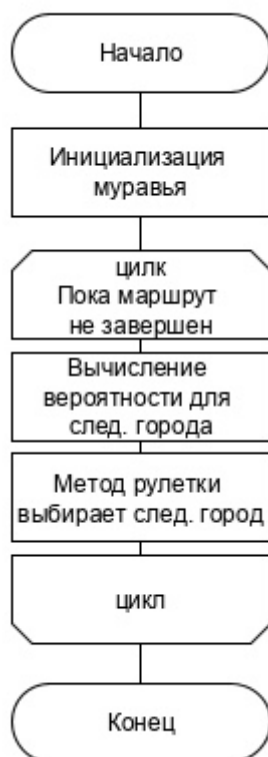 Начало
Инициализация
муравья
цилк
Пока маршрут
не завершен
Вычисление
вероятности для
след. города
Метод рулетки
выбирает след. город
цикл
Конец